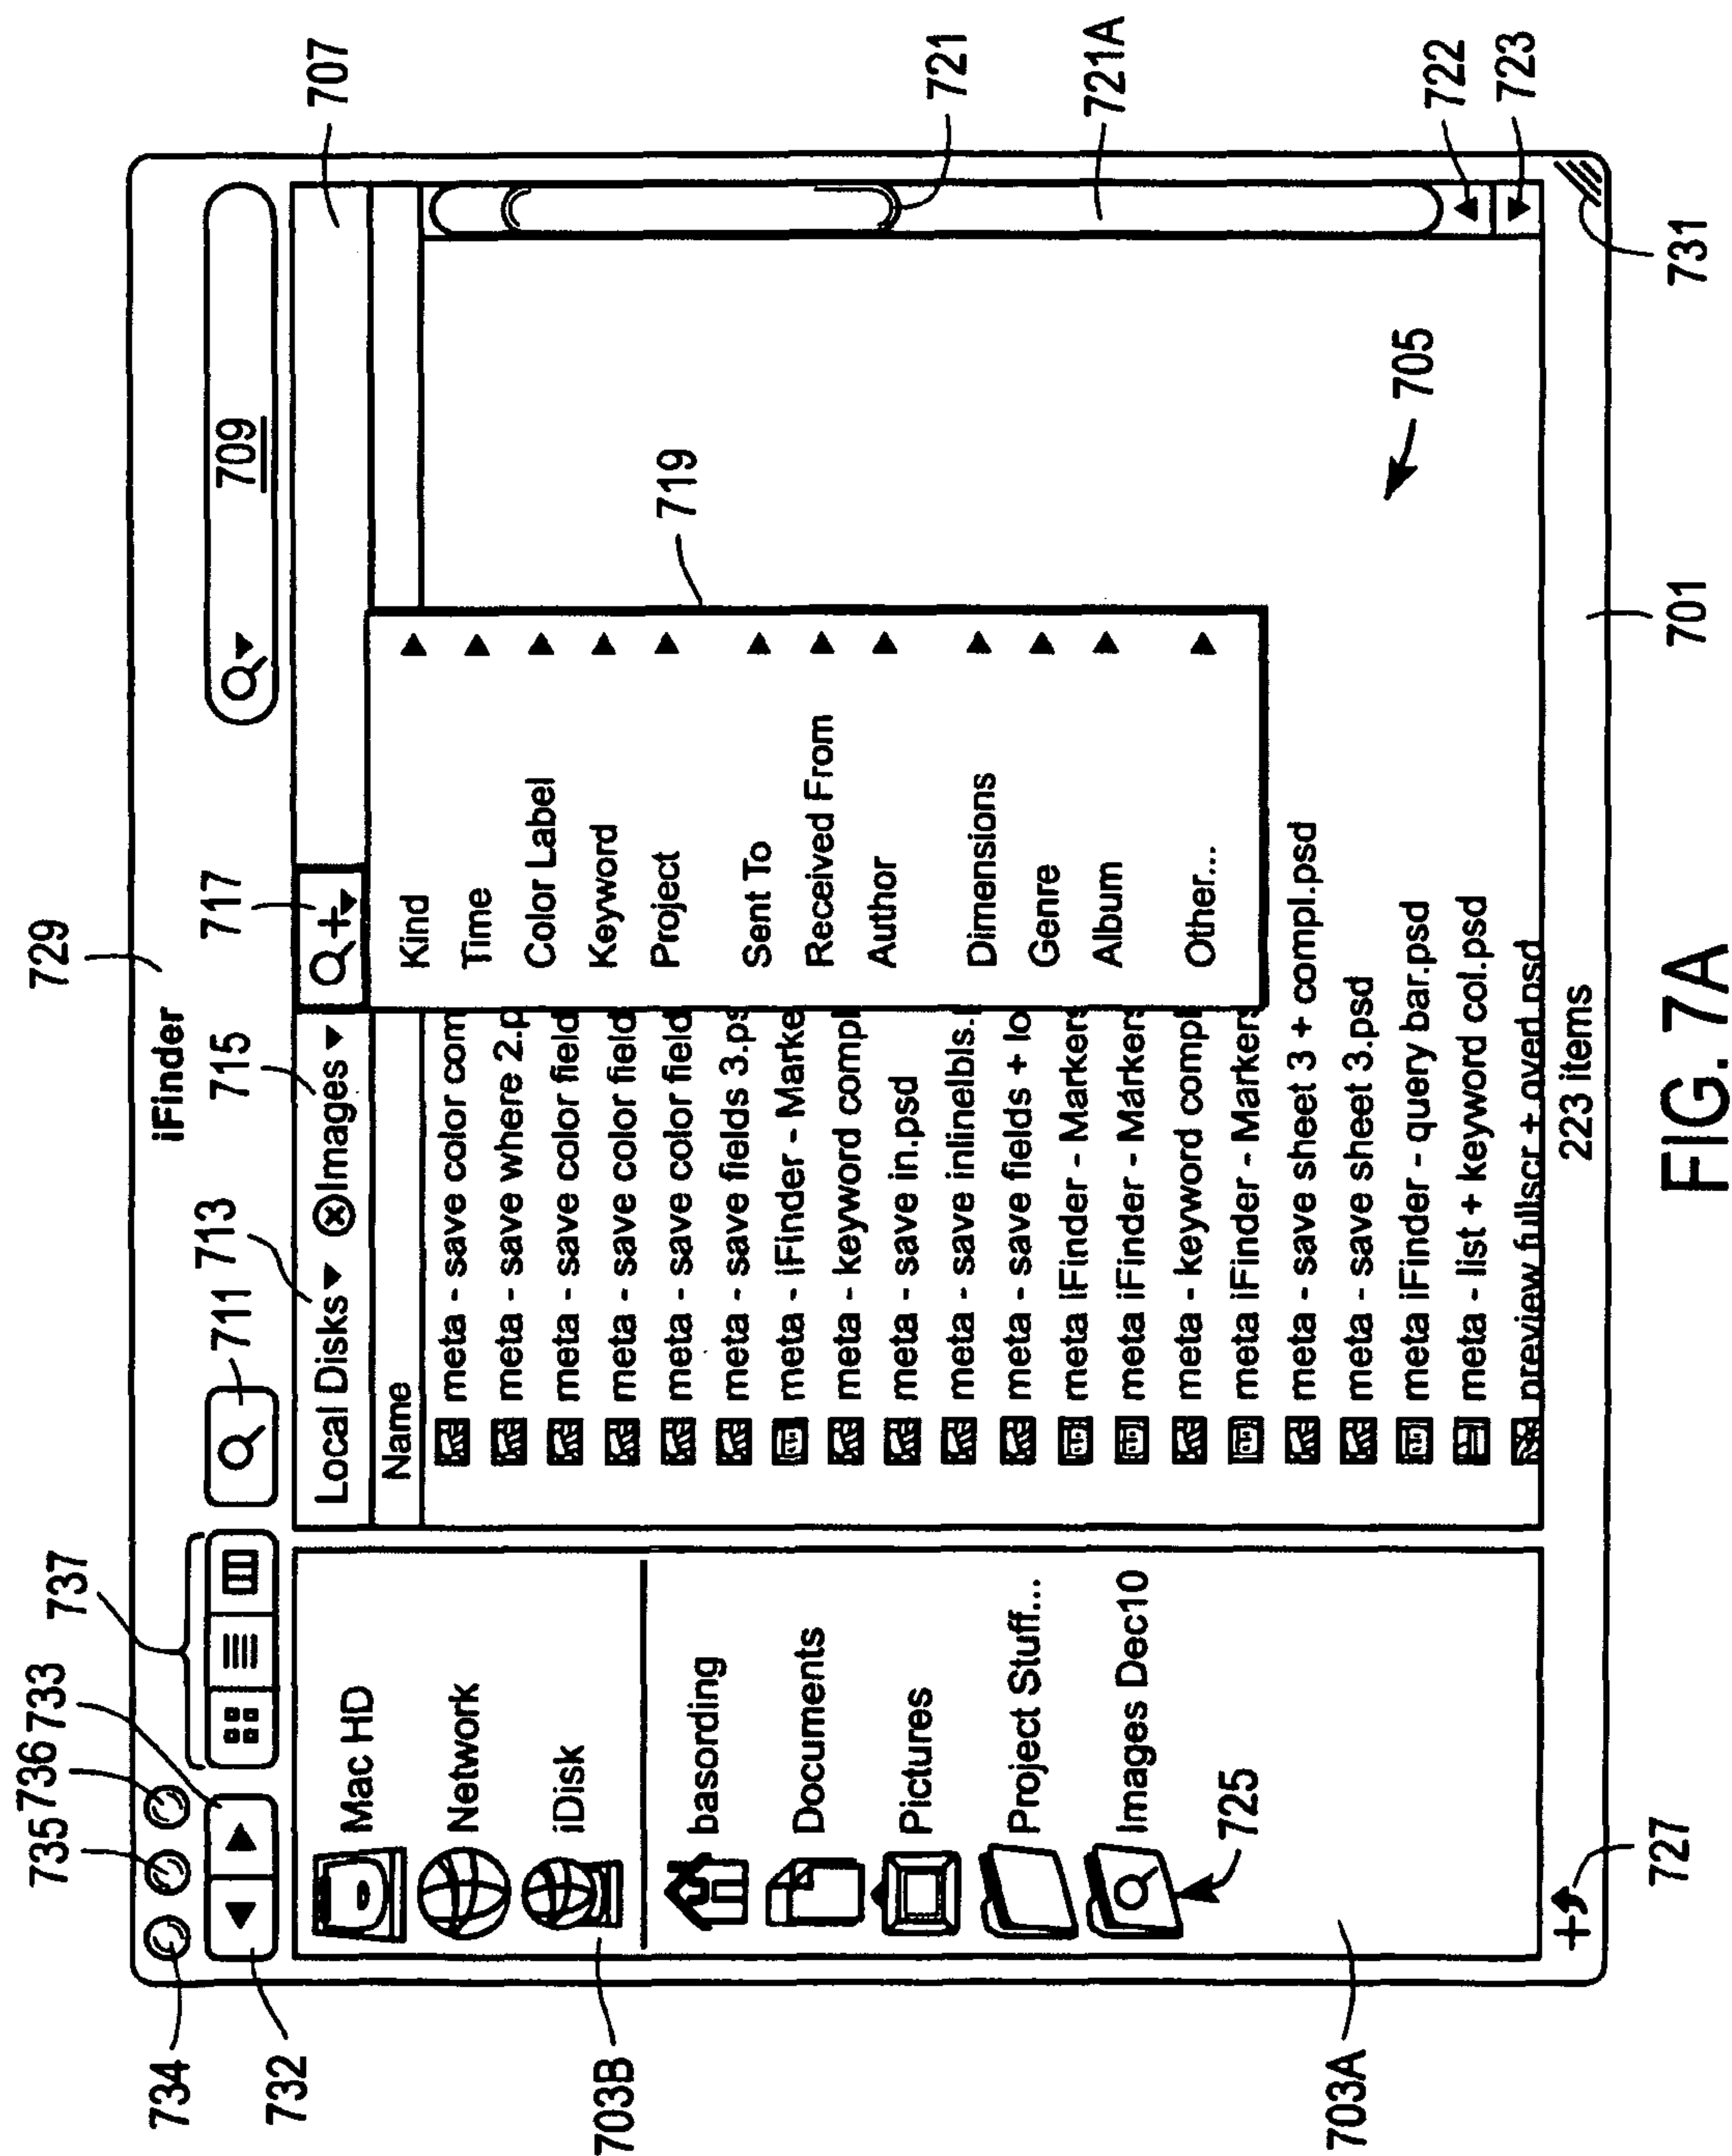 729
iFinder
734
735
736
733
732
737
711
713
715
717
709
707
Local Disks
Images
Name
Mac HD
Network
iDisk
basording
Documents
Pictures
Project Stuff...
Images Dec10
725
703B
703A
727
meta - save color com
meta - save where 2.p
meta - save color field
meta - save color field
meta - save color field
meta - save fields 3.ps
meta - iFinder - Marke
meta - keyword compl
meta - save in.psd
meta - save inlinelbls.
meta - save fields + lo
meta iFinder - Markers
meta iFinder - Markers
meta - keyword compl
meta iFinder - Markers
meta - save sheet 3 + compl.psd
meta - save sheet 3.psd
meta iFinder - query bar.psd
meta - list + keyword col.psd
preview fullscr + overl.psd
Kind
Time
Color Label
Keyword
Project
Sent To
Received From
Author
Dimensions
Genre
Album
Other...
719
721
721A
722
723
705
731
701
223 items
FIG. 7A